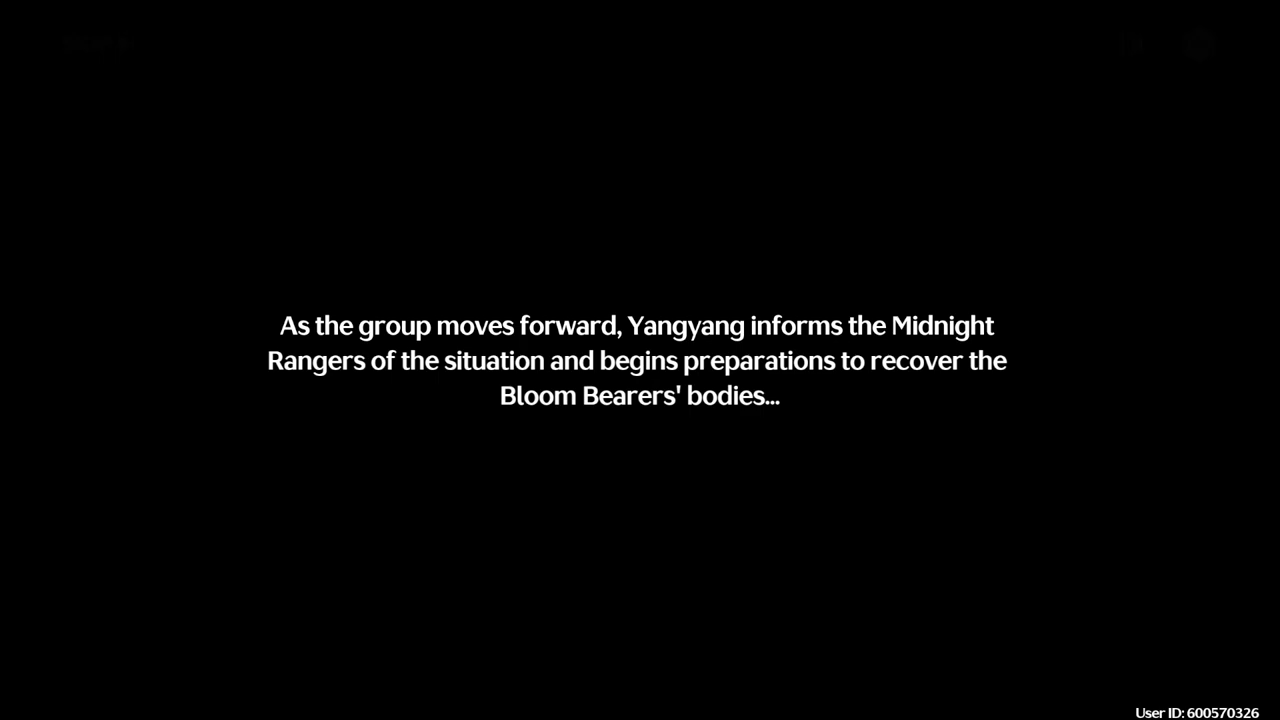 As the group moves forward, Yangyang informs the Midnight
Rangers of the situation and begins preparations to recover the
Bloom Bearers' bodies...
User ID: 600570326